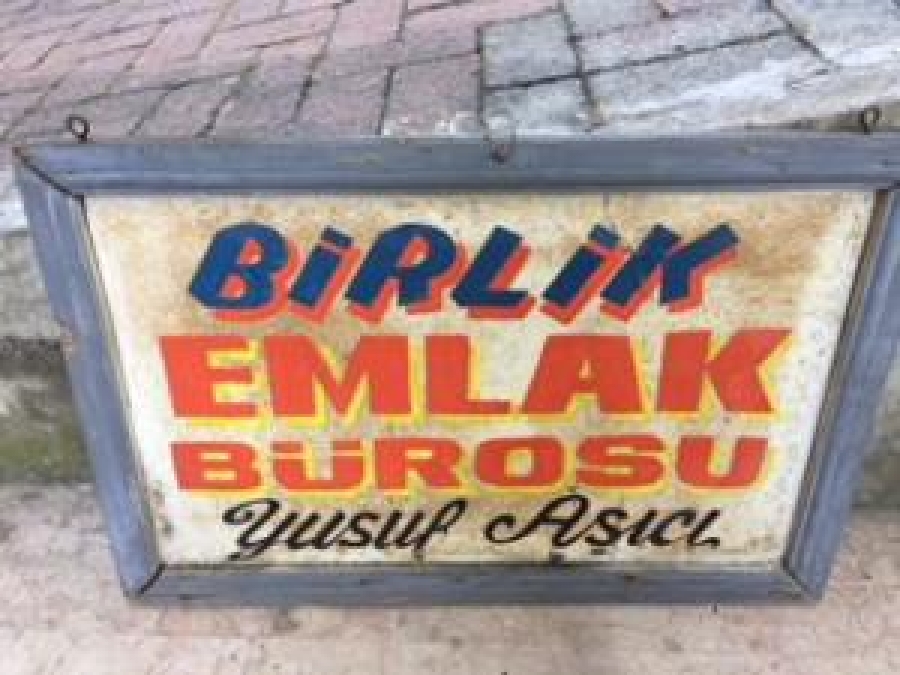 BİRLİK
EMLAK
BÜROSU
Yusuf Aşıcı